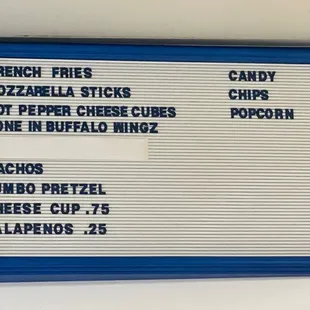 RENCH FRIES
OZZARELLA STICKS
OT PEPPER CHEESE CUBES
ONE IN BUFFALO MINGZ
ACHOS
UMBO PRETZEL
HEESE CUP .75
ALAPENOS .25
CANDY
CHIPS
POPCORN